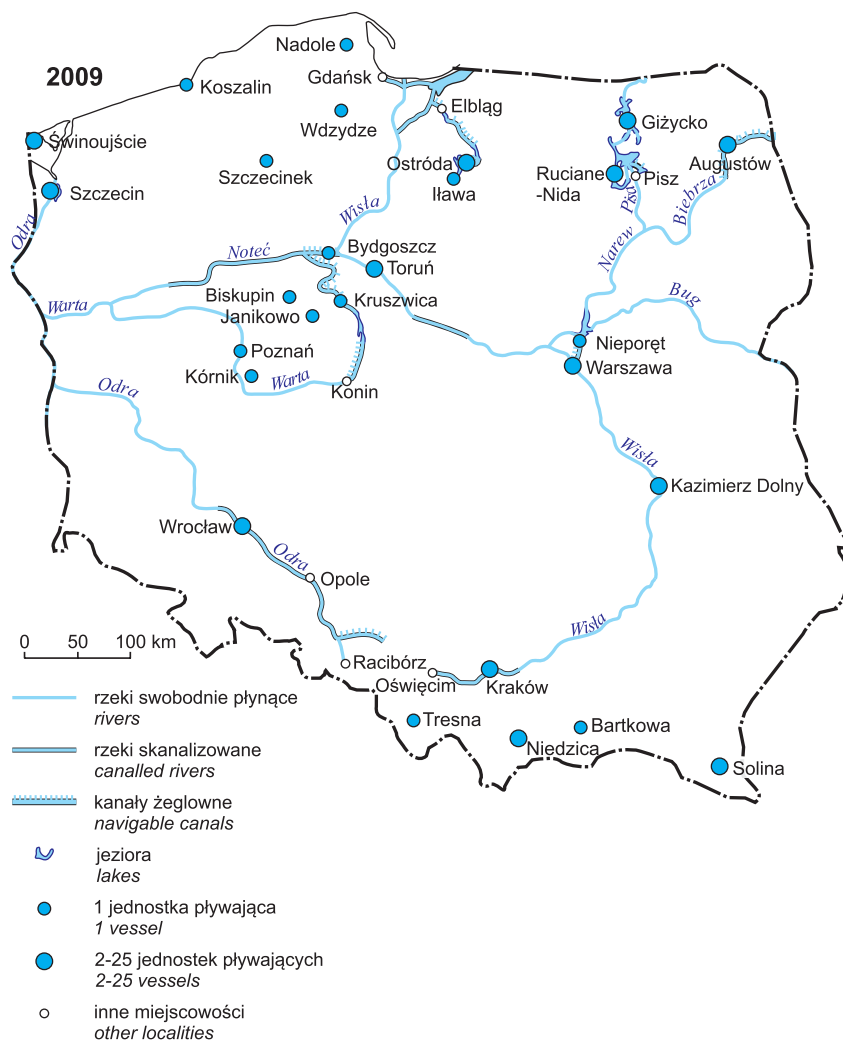 2009
Nadole
Gdańsk
Koszalin
Elbląg
Wdzydze
Giżycko
Świnoujście
Augustów
Szczecinek
Ostróda
Iława
Ruciane
-Nida
Pisz
Pisa
Biebrza
Szczecin
Odra
Wisła
Narew
Noteć
Bydgoszcz
Toruń
Bug
Biskupin
Kruszwica
Warta
Janikowo
Nieporęt
Poznań
Warszawa
Kórnik
Warta
Konin
Odra
Wisła
Kazimierz Dolny
Wrocław
Odra
Opole
Wisła
0 50 100 km
Racibórz
Oświęcim
Kraków
Tresna
Bartkowa
Niedzica
Solina
rzeki swobodnie płynące
rivers
rzeki skanalizowane
canalled rivers
kanały żeglowne
navigable canals
jeziora
lakes
1 jednostka pływająca
1 vessel
2-25 jednostek pływających
2-25 vessels
inne miejscowości
other localities